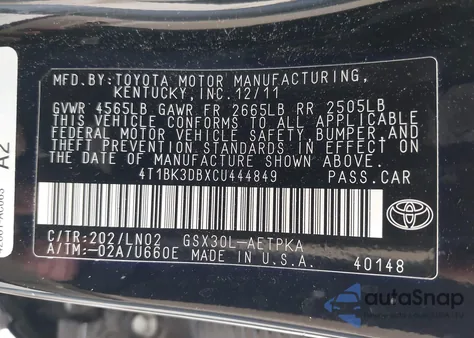 MFD.BY:TOYOTA MOTOR MANUFACTURING,
KENTUCKY, INC.12/11
GVWR 4565LB GAWR FR 2665LB RR 2505LB
THIS VEHICLE CONFORMS TO ALL APPLICABLE
FEDERAL MOTOR VEHICLE SAFETY,BUMPER,AND
THEFT PREVENTION STANDARDS IN EFFECT ON
THE DATE OF MANUFACTURE SHOWN ABOVE.
4T1BK3DBXCU444849 PASS.CAR
C/TR:202/LN02 GSX30L-AETPKA
A/TM:-02A/U660E MADE IN U.S.A.
40148
TOYOTA
A2
autoSnap